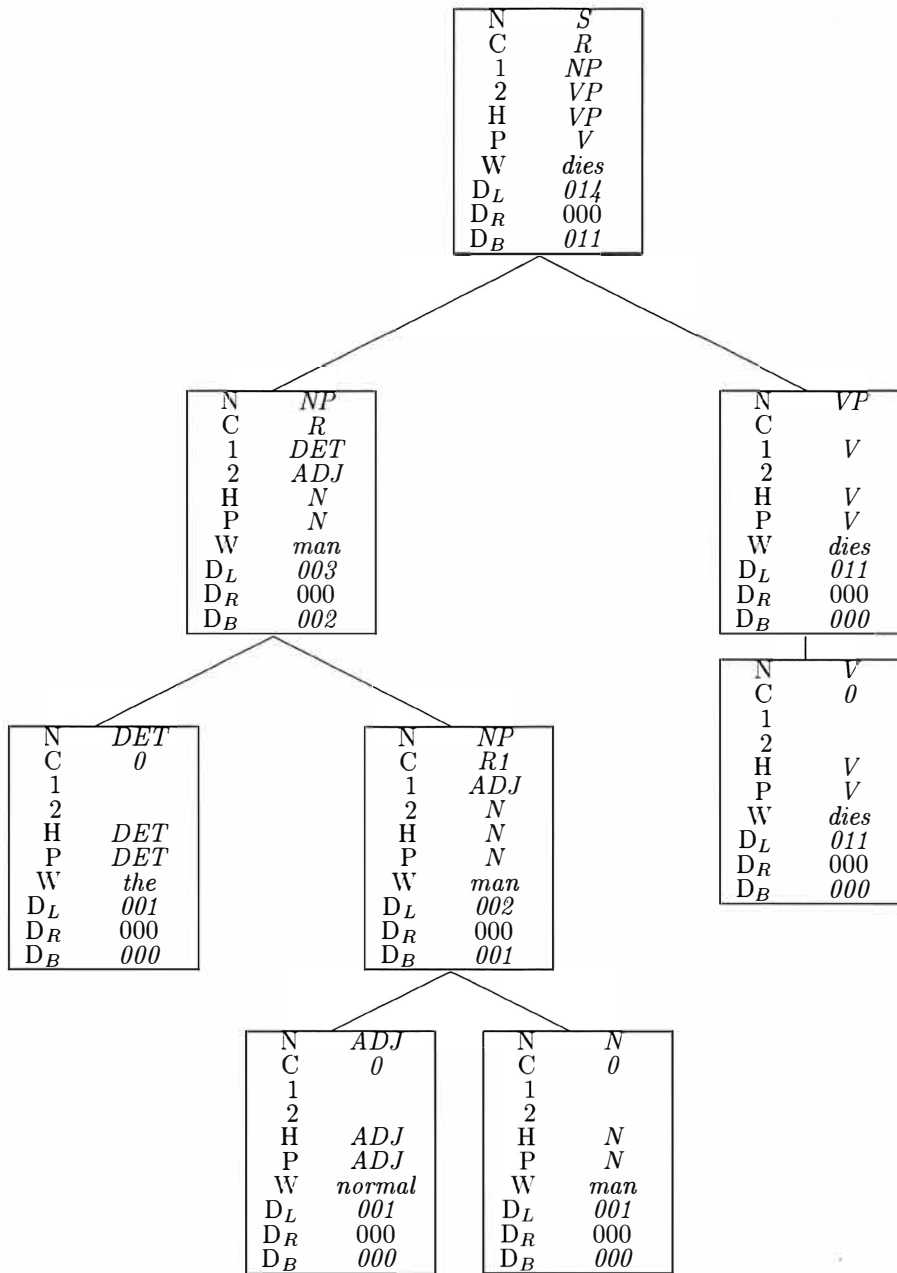 N S
C R
1 NP
2 VP
H VP
P V
W dies
D_L 014
D_R 000
D_B 011
N NP
C R
1 DET
2 ADJ
H N
P N
W man
D_L 003
D_R 000
D_B 002
N VP
C
1 V
2
H V
P V
W dies
D_L 011
D_R 000
D_B 000
N V
C 0
1
2
H V
P V
W dies
D_L 011
D_R 000
D_B 000
N DET
C 0
1
2
H DET
P DET
W the
D_L 001
D_R 000
D_B 000
N NP
C R1
1 ADJ
2 N
H N
P N
W man
D_L 002
D_R 000
D_B 001
N ADJ
C 0
1
2
H ADJ
P ADJ
W normal
D_L 001
D_R 000
D_B 000
N N
C 0
1
2
H N
P N
W man
D_L 001
D_R 000
D_B 000